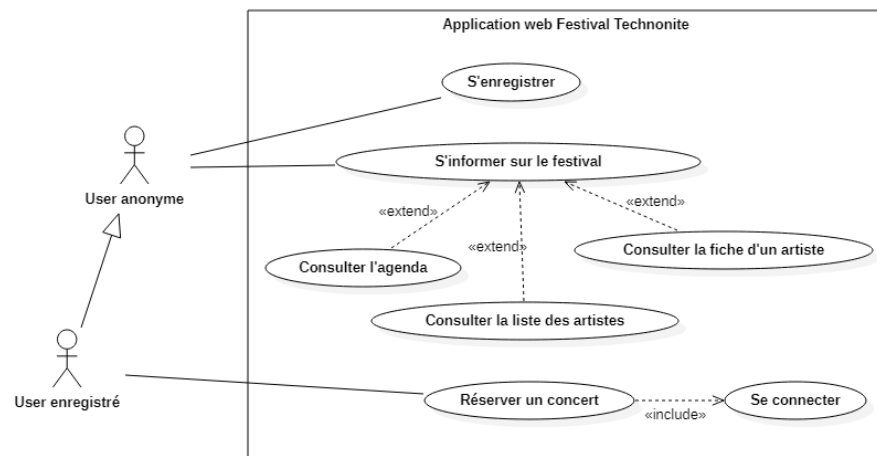 Application web Festival Technonite
S'enregistrer
User anonyme
S'informer sur le festival
«extend»
«extend»
«extend»
Consulter l'agenda
Consulter la fiche d'un artiste
Consulter la liste des artistes
User enregistré
Réserver un concert
«include»
Se connecter